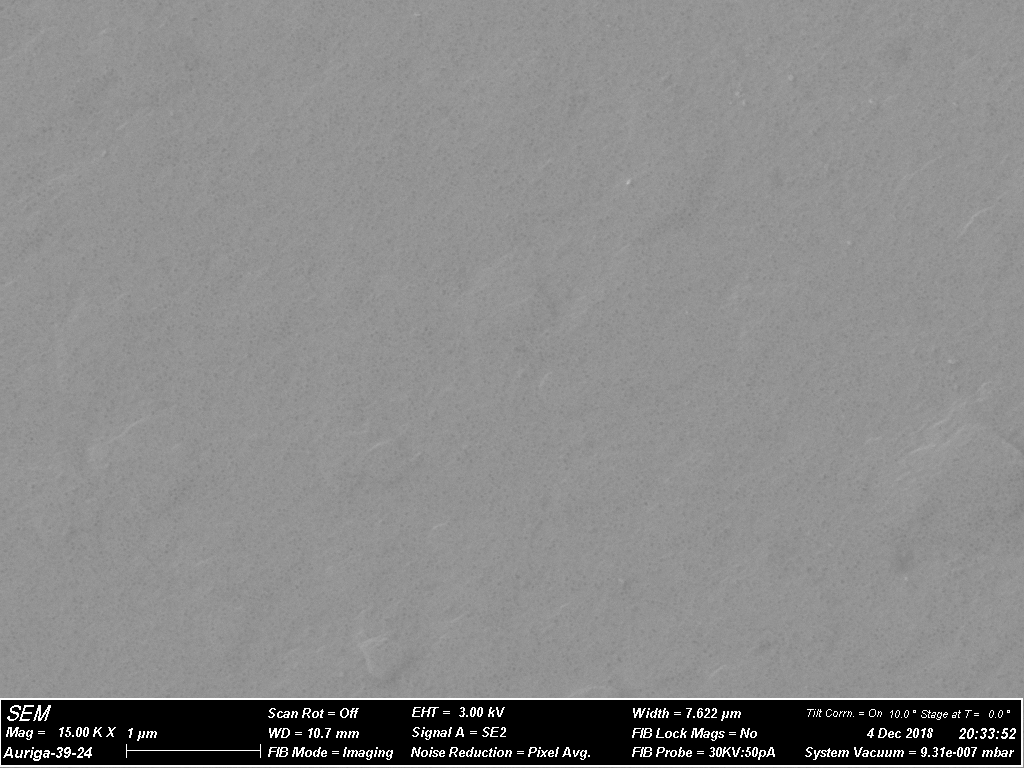 SEM
Mag = 15.00 K X 1 µm
Auriga-39-24
Scan Rot = Off
WD = 10.7 mm
FIB Mode = Imaging
EHT = 3.00 kV
Signal A = SE2
Noise Reduction = Pixel Avg.
Width = 7.622 µm
FIB Lock Mags = No
FIB Probe = 30KV:50pA
Tilt Corrn. = On 10.0 ° Stage at T = 0.0 °
4 Dec 2018 20:33:52
System Vacuum = 9.31e-007 mbar